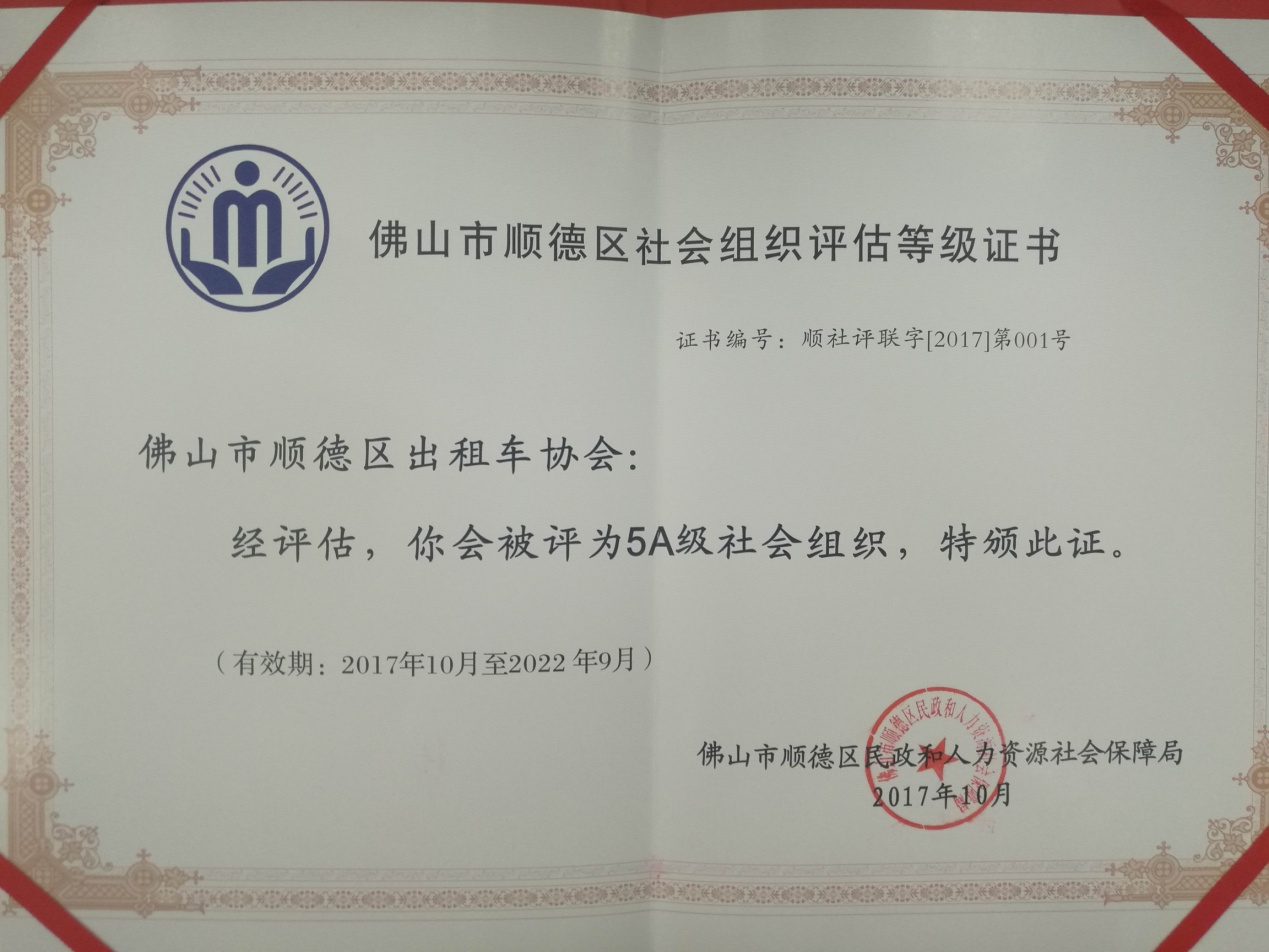 佛山市顺德区社会组织评估等级证书
证书编号：顺社评联字[2017]第001号
佛山市顺德区出租车协会：
经评估，你会被评为5A级社会组织，特颁此证。
（有效期：2017年10月至2022年9月）
佛山市顺德区民政和人力资源社会保障局
2017年10月